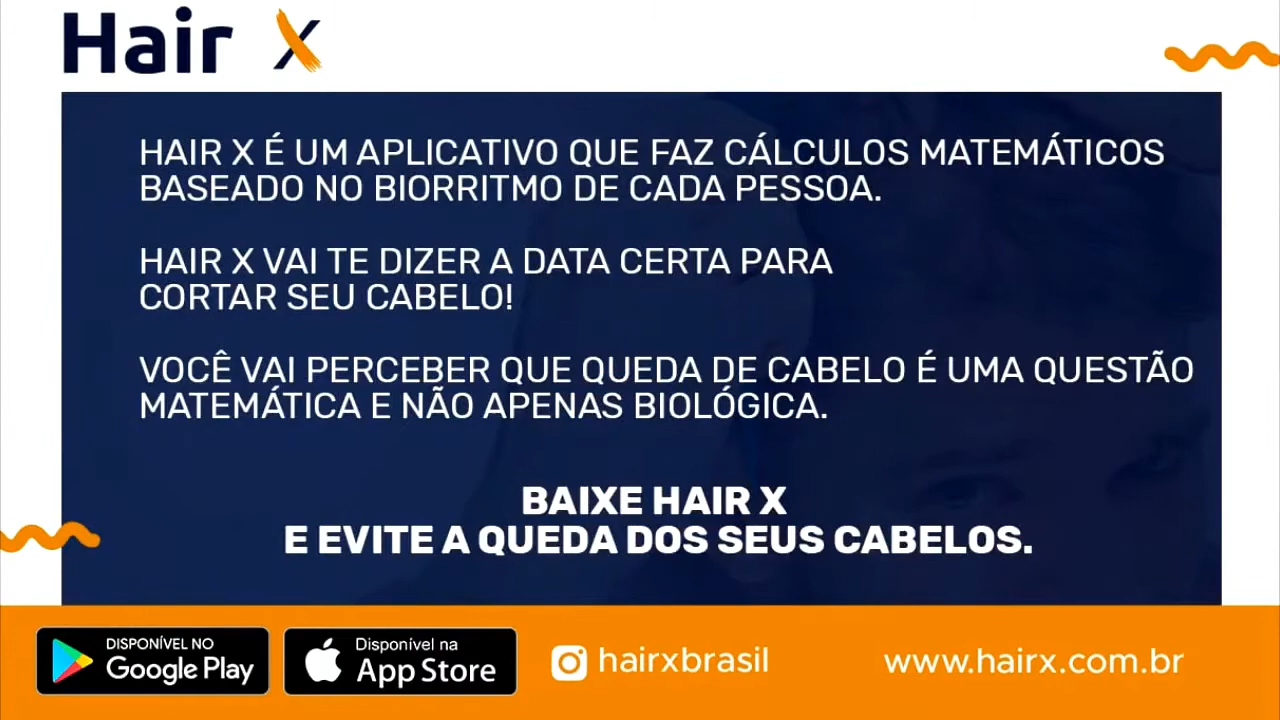 Hair X
HAIR X É UM APLICATIVO QUE FAZ CÁLCULOS MATEMÁTICOS
BASEADO NO BIORRITMO DE CADA PESSOA.
HAIR X VAI TE DIZER A DATA CERTA PARA
CORTAR SEU CABELO!
VOCÊ VAI PERCEBER QUE QUEDA DE CABELO É UMA QUESTÃO
MATEMÁTICA E NÃO APENAS BIOLÓGICA.
BAIXE HAIR X
E EVITE A QUEDA DOS SEUS CABELOS.
DISPONÍVEL NO
Google Play
Disponível na
App Store
hairxbrasil
www.hairx.com.br